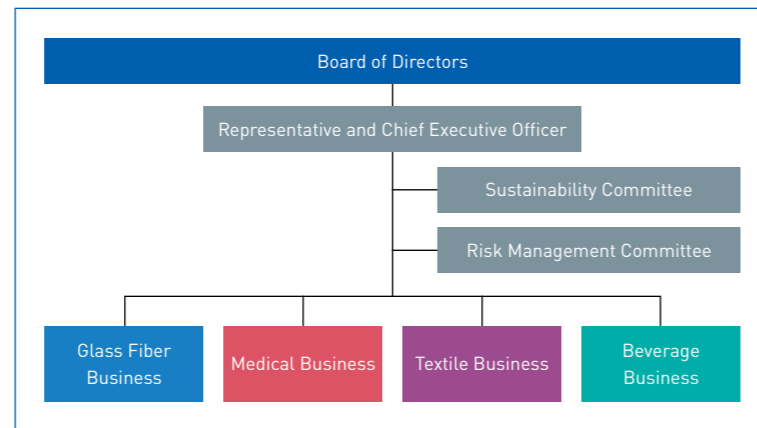 Board of Directors
Representative and Chief Executive Officer
Sustainability Committee
Risk Management Committee
Glass Fiber
Business
Medical Business
Textile Business
Beverage
Business